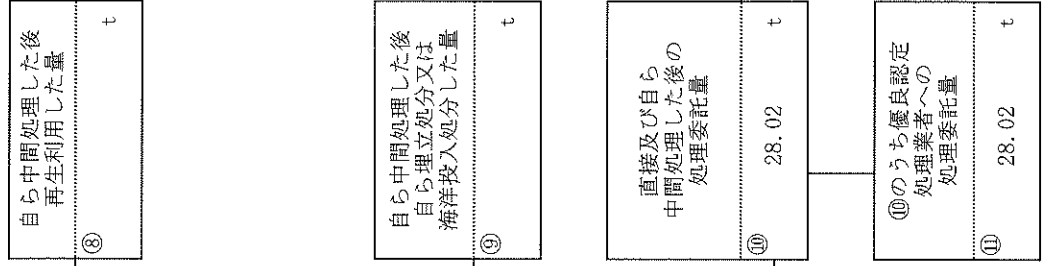 自ら中間処理した後
再生利用した量
⑧ t
自ら中間処理した後
自ら埋立処分又は
海洋投入処分した量
⑨ t
直接及び自ら
中間処理した後の
処理委託量
⑩ 28.02 t
⑩のうち優良認定
処理業者への
処理委託量
⑪ 28.02 t